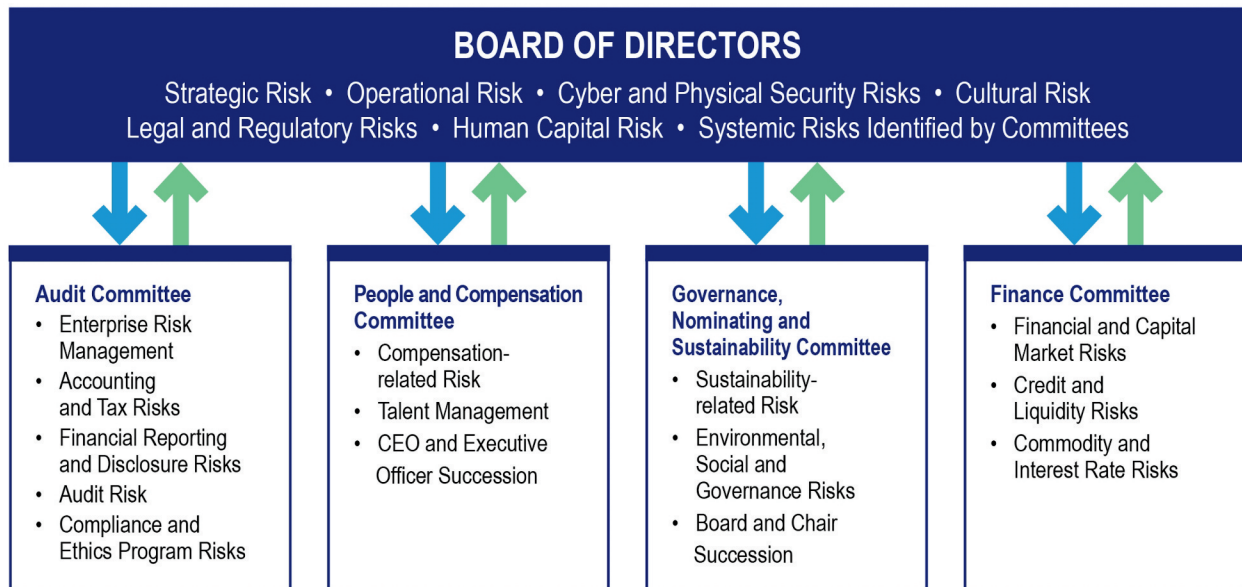 BOARD OF DIRECTORS
Strategic Risk • Operational Risk • Cyber and Physical Security Risks • Cultural Risk
Legal and Regulatory Risks • Human Capital Risk • Systemic Risks Identified by Committees
Audit Committee
• Enterprise Risk
Management
• Accounting
and Tax Risks
• Financial Reporting
and Disclosure Risks
• Audit Risk
• Compliance and
Ethics Program Risks
People and Compensation
Committee
• Compensation-
related Risk
• Talent Management
• CEO and Executive
Officer Succession
Governance,
Nominating and
Sustainability Committee
• Sustainability-
related Risk
• Environmental,
Social and
Governance Risks
• Board and Chair
Succession
Finance Committee
• Financial and Capital
Market Risks
• Credit and
Liquidity Risks
• Commodity and
Interest Rate Risks